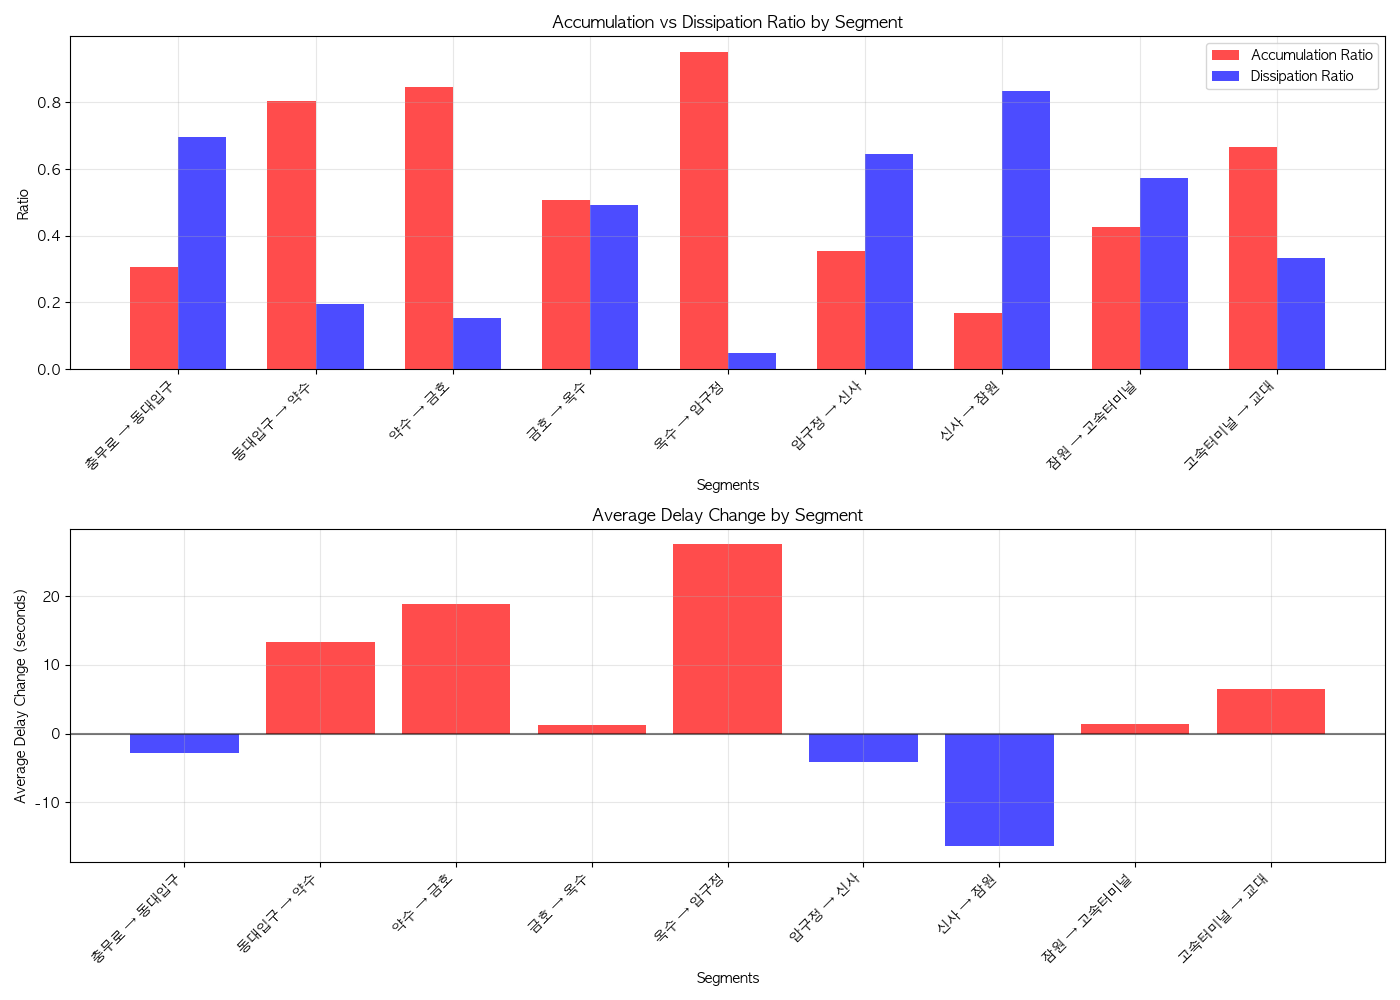 Accumulation vs Dissipation Ratio by Segment
Accumulation Ratio
Dissipation Ratio
Ratio
0.8
0.6
0.4
0.2
0.0
충무로 → 동대입구
동대입구 → 약수
약수 → 금호
금호 → 옥수
옥수 → 압구정
압구정 → 신사
신사 → 잠원
잠원 → 고속터미널
고속터미널 → 교대
Segments
Average Delay Change by Segment
Average Delay Change (seconds)
20
10
0
-10
충무로 → 동대입구
동대입구 → 약수
약수 → 금호
금호 → 옥수
옥수 → 압구정
압구정 → 신사
신사 → 잠원
잠원 → 고속터미널
고속터미널 → 교대
Segments